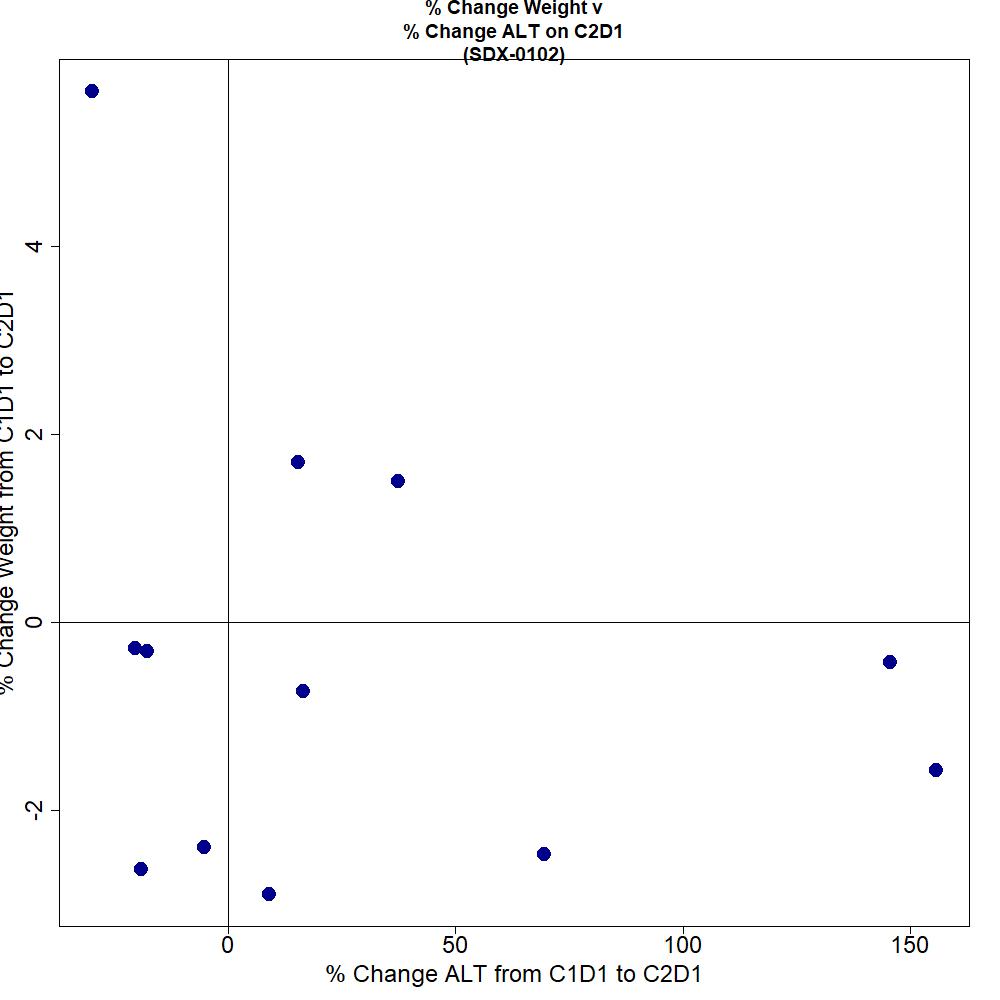 % Change Weight v
% Change ALT on C2D1
(SDX-0102)
% Change Weight from C1D1 to C2D1
4
2
0
-2
0
50
100
150
% Change ALT from C1D1 to C2D1